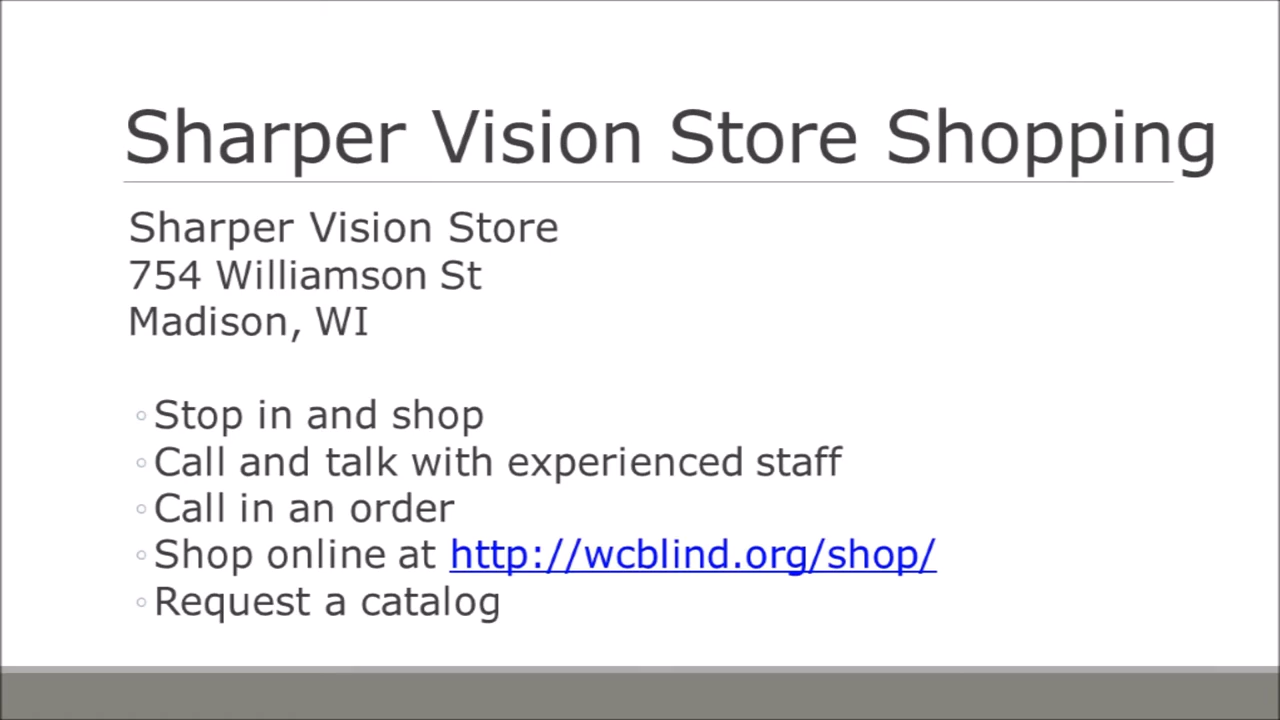 Sharper Vision Store Shopping
Sharper Vision Store
754 Williamson St
Madison, WI
◦Stop in and shop
◦Call and talk with experienced staff
◦Call in an order
◦Shop online at http://wcblind.org/shop/
◦Request a catalog